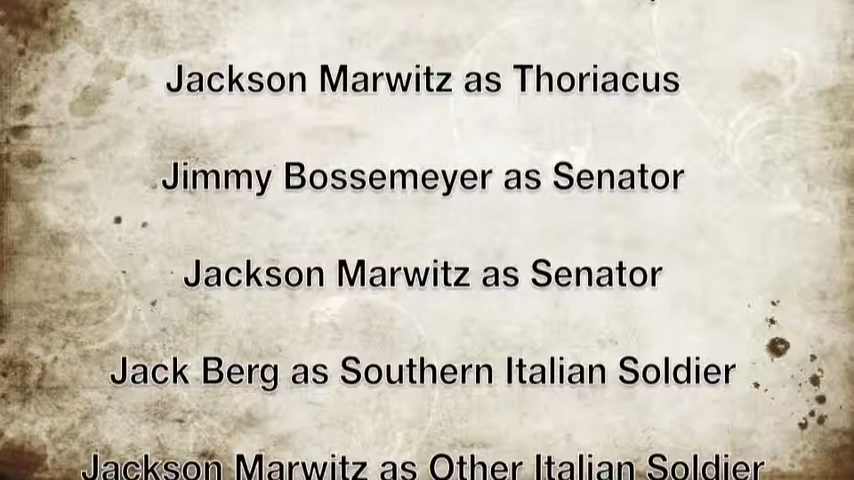 Jackson Marwitz as Thoriacus
Jimmy Bossemeyer as Senator
Jackson Marwitz as Senator
Jack Berg as Southern Italian Soldier
Jackson Marwitz as Other Italian Soldier